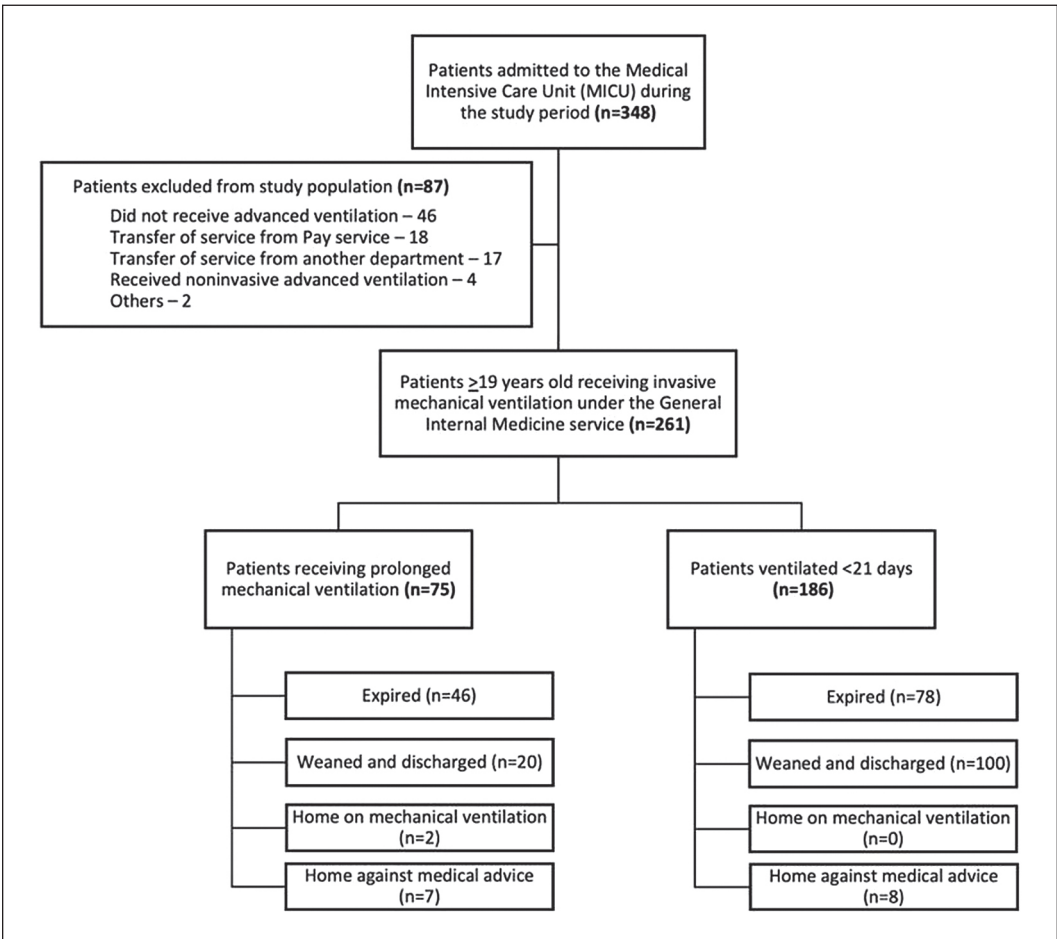 Patients admitted to the Medical
Intensive Care Unit (MICU) during
the study period (n=348)
Patients excluded from study population (n=87)
Did not receive advanced ventilation – 46
Transfer of service from Pay service – 18
Transfer of service from another department – 17
Received noninvasive advanced ventilation – 4
Others – 2
Patients ≥19 years old receiving invasive
mechanical ventilation under the General
Internal Medicine service (n=261)
Patients receiving prolonged
mechanical ventilation (n=75)
Expired (n=46)
Weaned and discharged (n=20)
Home on mechanical ventilation
(n=2)
Home against medical advice
(n=7)
Patients ventilated <21 days
(n=186)
Expired (n=78)
Weaned and discharged (n=100)
Home on mechanical ventilation
(n=0)
Home against medical advice
(n=8)